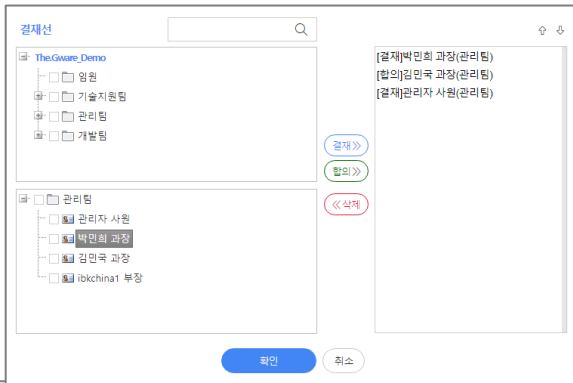 결재선
The.Gware_Demo
임원
기술지원팀
관리팀
개발팀
결재≫
합의≫
≪삭제
관리팀
관리자 사원
박민희 과장
김민국 과장
ibkchina1 부장
[결재]박민희 과장(관리팀)
[합의]김민국 과장(관리팀)
[결재]관리자 사원(관리팀)
확인
취소